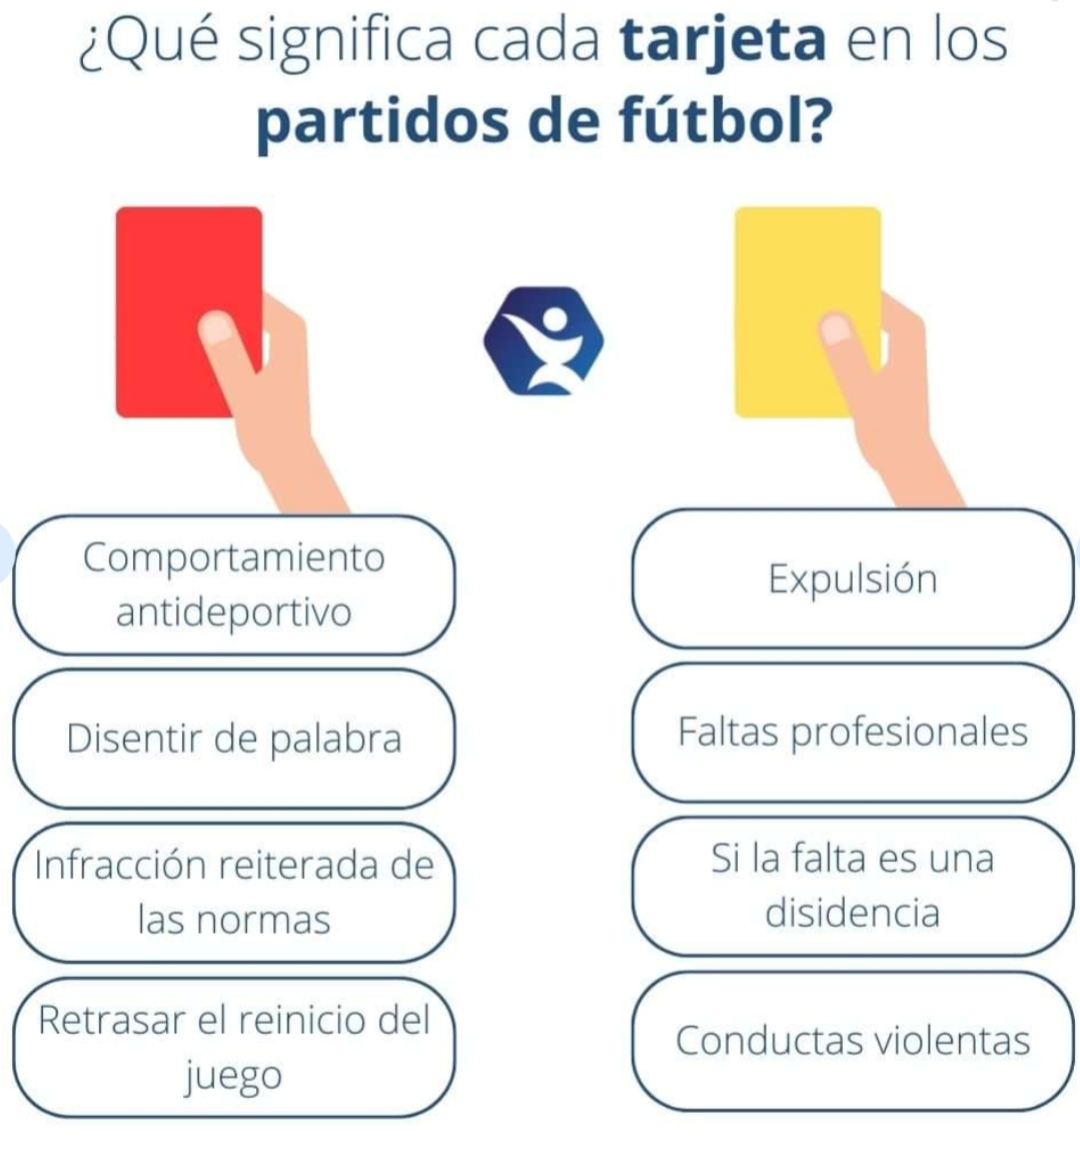 ¿Qué significa cada tarjeta en los
partidos de fútbol?
Comportamiento
antideportivo
Disentir de palabra
Infracción reiterada de
las normas
Retrasar el reinicio del
juego
Expulsión
Faltas profesionales
Si la falta es una
disidencia
Conductas violentas